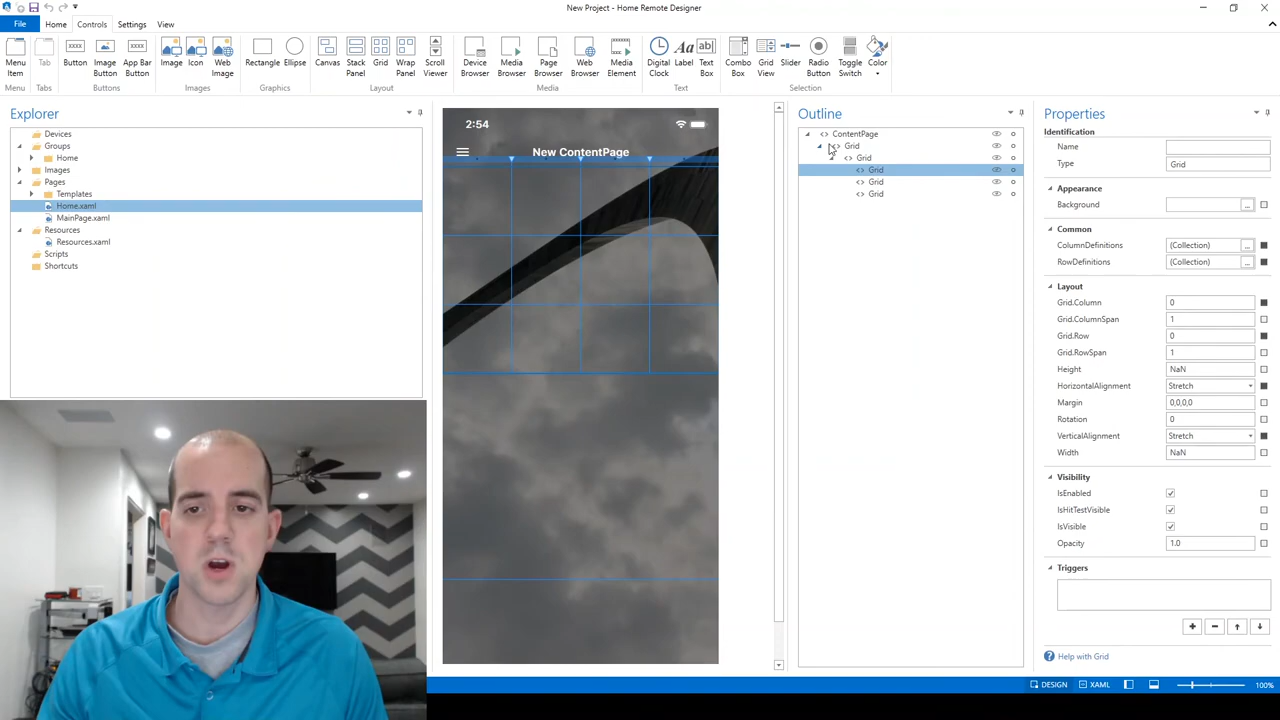 New Project - Home Remote Designer
File Home Controls Settings View
Menu Item
Tab
Button
Image Button
App Bar Button
Image
Icon
Web Image
Rectangle
Ellipse
Canvas
Stack Panel
Grid
Wrap Panel
Scroll Viewer
Device Browser
Media Browser
Page Browser
Web Browser
Media Element
Digital Clock
Label
Text Box
Combo Box
Grid View
Slider
Radio Button
Toggle Switch
Color
Menu Tabs Buttons Images Graphics Layout Media Text Selection
Explorer
Devices
Groups
Home
Images
Pages
Templates
Home.xaml
MainPage.xaml
Resources
Resources.xaml
Scripts
Shortcuts
2:54
New ContentPage
Outline
ContentPage
Grid
Grid
Grid
Grid
Grid
Properties
Identification
Name
Type Grid
Appearance
Background ...
Common
ColumnDefinitions (Collection) ...
RowDefinitions (Collection) ...
Layout
Grid.Column 0
Grid.ColumnSpan 1
Grid.Row 0
Grid.RowSpan 1
Height NaN
HorizontalAlignment Stretch
Margin 0,0,0,0
Rotation 0
VerticalAlignment Stretch
Width NaN
Visibility
IsEnabled
IsHitTestVisible
IsVisible
Opacity 1.0
Triggers
Help with Grid
DESIGN XAML 100%